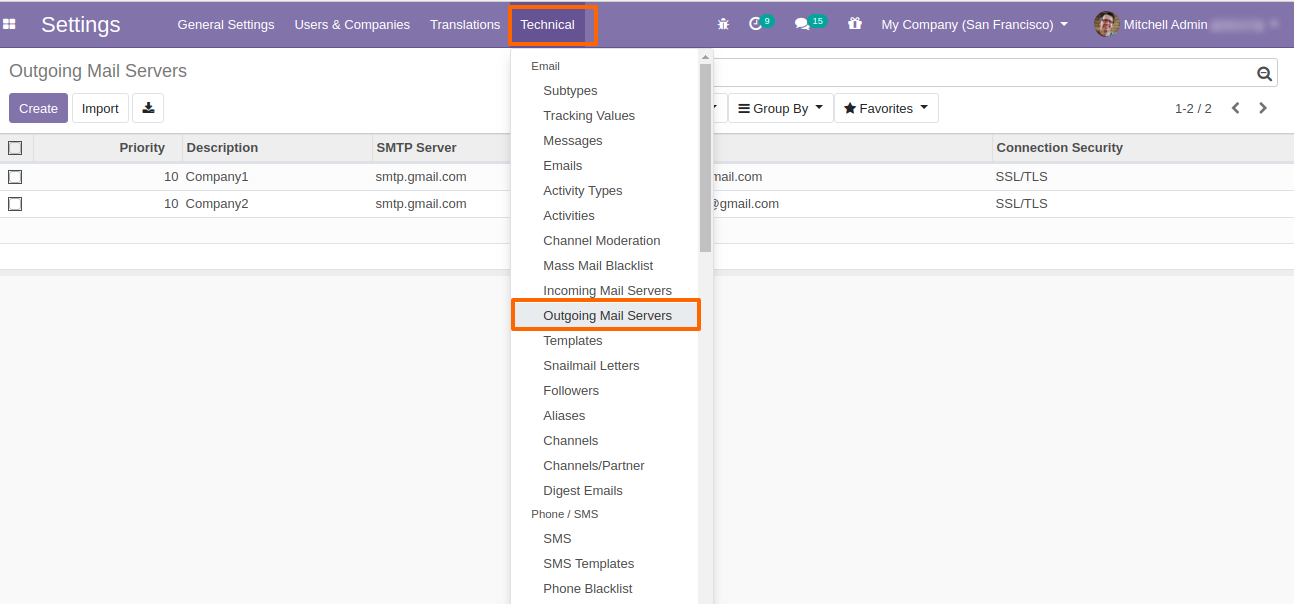 Settings General Settings Users & Companies Translations Technical 9 15 My Company (San Francisco) Mitchell Admin
Outgoing Mail Servers
Create Import Group By Favorites 1-2 / 2
Priority Description SMTP Server Connection Security
10 Company1 smtp.gmail.com mail.com SSL/TLS
10 Company2 smtp.gmail.com @gmail.com SSL/TLS
Email
Subtypes
Tracking Values
Messages
Emails
Activity Types
Activities
Channel Moderation
Mass Mail Blacklist
Incoming Mail Servers
Outgoing Mail Servers
Templates
Snailmail Letters
Followers
Aliases
Channels
Channels/Partner
Digest Emails
Phone / SMS
SMS
SMS Templates
Phone Blacklist